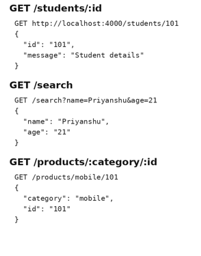 GET /students/:id
GET http://localhost:4000/students/101
{
  "id": "101",
  "message": "Student details"
}
GET /search
GET /search?name=Priyanshu&age=21
{
  "name": "Priyanshu",
  "age": "21"
}
GET /products/:category/:id
GET /products/mobile/101
{
  "category": "mobile",
  "id": "101"
}